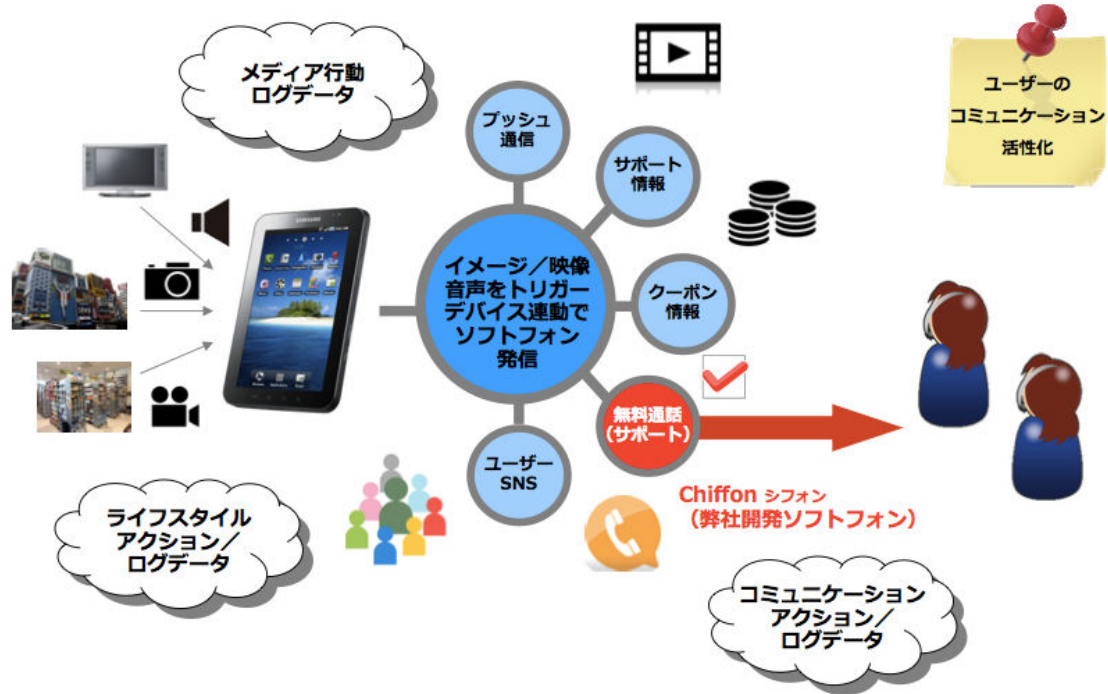 メディア行動
ログデータ
プッシュ
通信
サポート
情報
ユーザーの
コミュニケーション
活性化
SAMSUNG
イメージ／映像
音声をトリガー
デバイス連動で
ソフトフォン
発信
クーポン
情報
無料通話
（サポート）
ユーザー
SNS
Chiffon シフォン
（弊社開発ソフトフォン）
ライフスタイル
アクション／
ログデータ
コミュニケーション
アクション／
ログデータ